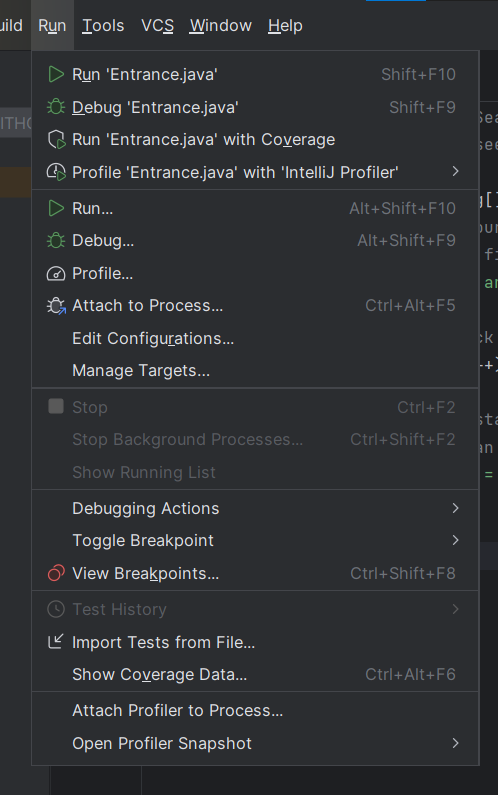 uild Run Tools VCS Window Help
Run 'Entrance.java' Shift+F10
Debug 'Entrance.java' Shift+F9
Run 'Entrance.java' with Coverage
Profile 'Entrance.java' with 'IntelliJ Profiler'
Run... Alt+Shift+F10
Debug... Alt+Shift+F9
Profile...
Attach to Process... Ctrl+Alt+F5
Edit Configurations...
Manage Targets...
Stop Ctrl+F2
Stop Background Processes... Ctrl+Shift+F2
Show Running List
Debugging Actions
Toggle Breakpoint
View Breakpoints... Ctrl+Shift+F8
Test History
Import Tests from File...
Show Coverage Data... Ctrl+Alt+F6
Attach Profiler to Process...
Open Profiler Snapshot